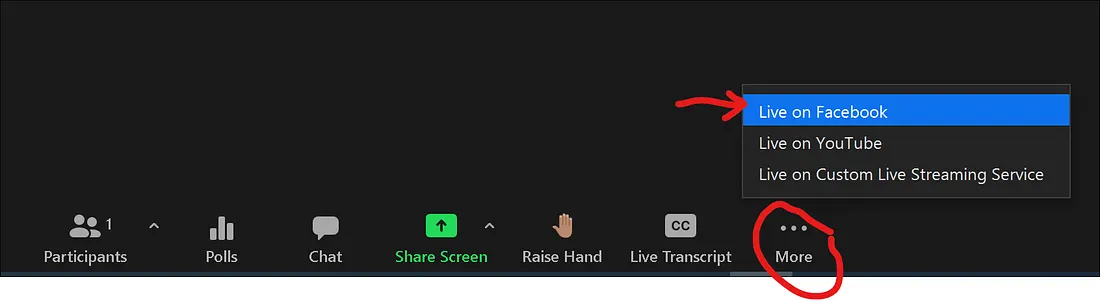 Live on Facebook
Live on YouTube
Live on Custom Live Streaming Service
1
CC
Participants
Polls
Chat
Share Screen
Raise Hand
Live Transcript
More